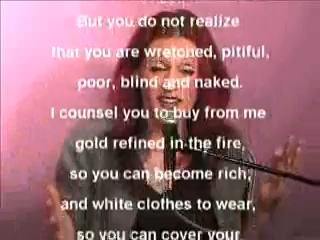 But you do not realize
that you are wretched, pitiful,
poor, blind and naked.
I counsel you to buy from me
gold refined in the fire,
so you can become rich,
and white clothes to wear,
so you can cover your